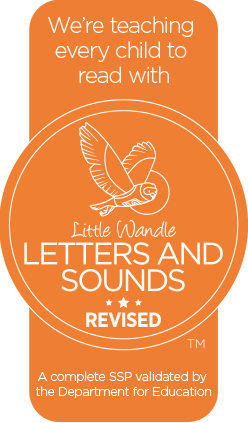 We're teaching
every child to
read with
Little Wandle
LETTERS AND
SOUNDS
REVISED
TM
A complete SSP validated by
the Department for Education